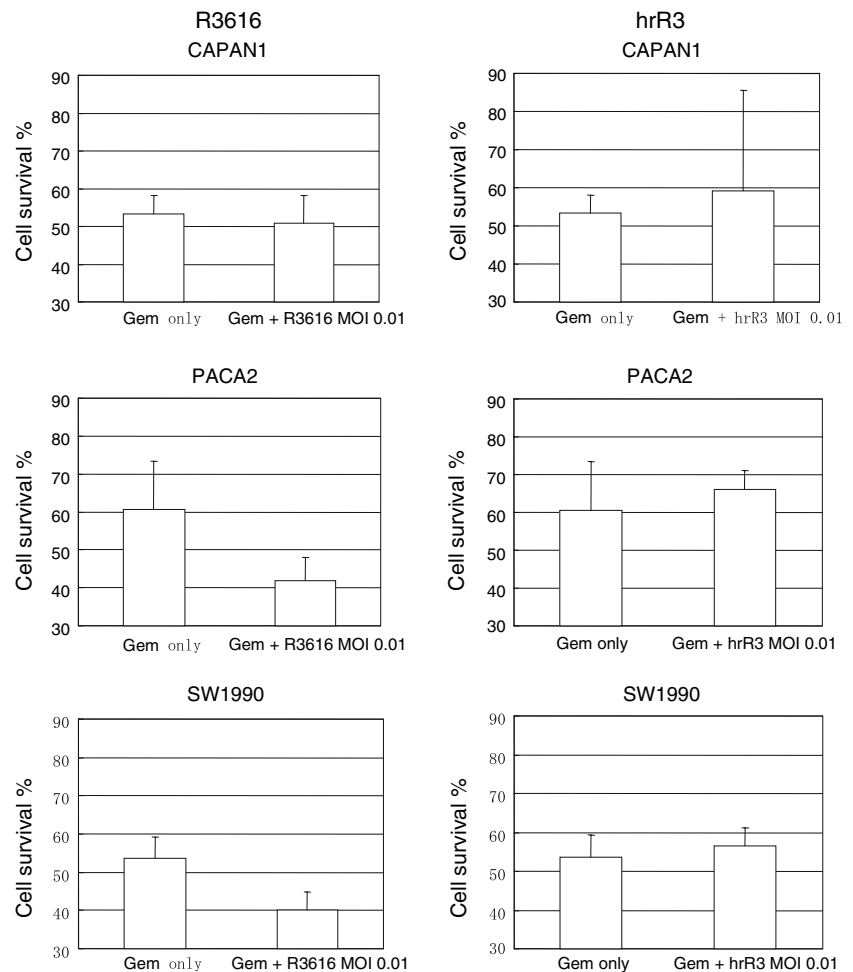 R3616
CAPAN1
90
80
70
60
50
40
30
Cell survival %
Gem only
Gem + R3616 MOI 0.01
hrR3
CAPAN1
90
80
70
60
50
40
30
Cell survival %
Gem only
Gem + hrR3 MOI 0.01
PACA2
90
80
70
60
50
40
30
Cell survival %
Gem only
Gem + R3616 MOI 0.01
PACA2
90
80
70
60
50
40
30
Cell survival %
Gem only
Gem + hrR3 MOI 0.01
SW1990
90
80
70
60
50
40
30
Cell survival %
Gem only
Gem + R3616 MOI 0.01
SW1990
90
80
70
60
50
40
30
Cell survival %
Gem only
Gem + hrR3 MOI 0.01